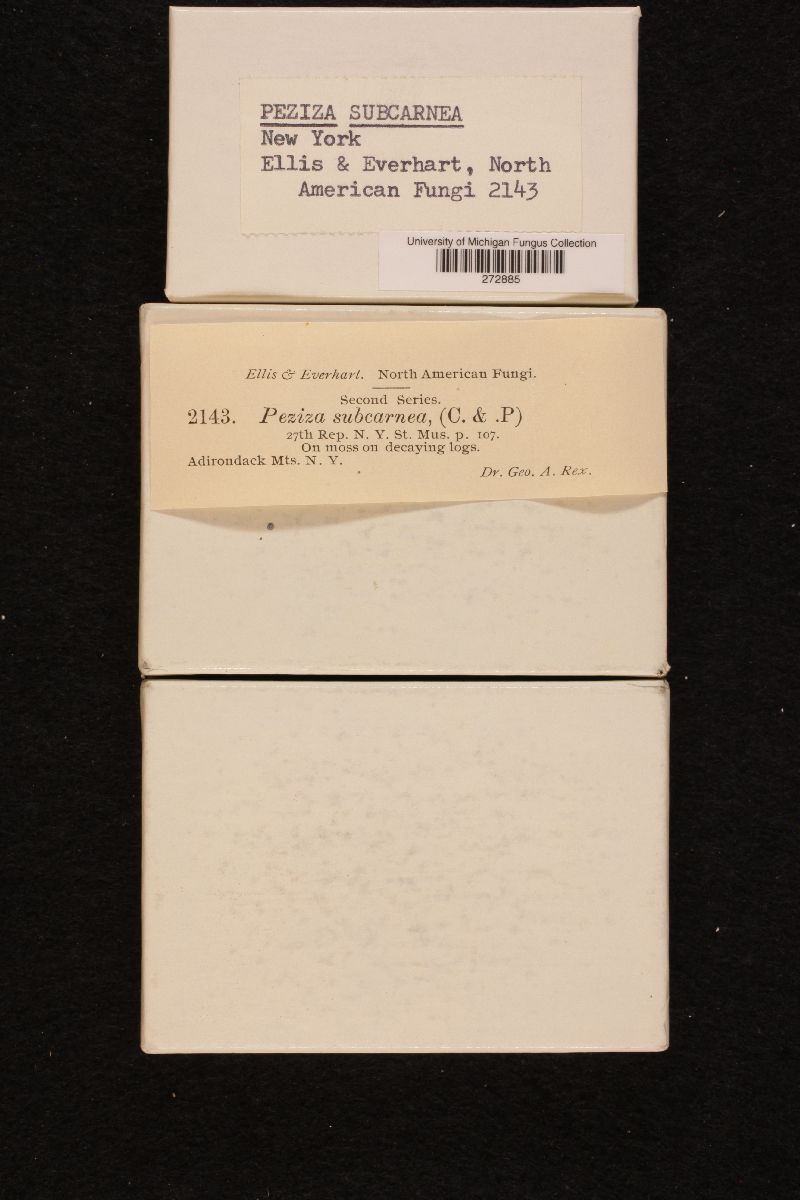 PEZIZA SUBCARNEA
New York
Ellis & Everhart, North
American Fungi 2143
University of Michigan Fungus Collection
272885
Ellis & Everhart. North American Fungi.
Second Series.
2143. Peziza subcarnea, (C. & .P)
27th Rep. N. Y. St. Mus. p. 107.
On moss on decaying logs.
Adirondack Mts. N. Y.
Dr. Geo. A. Rex.